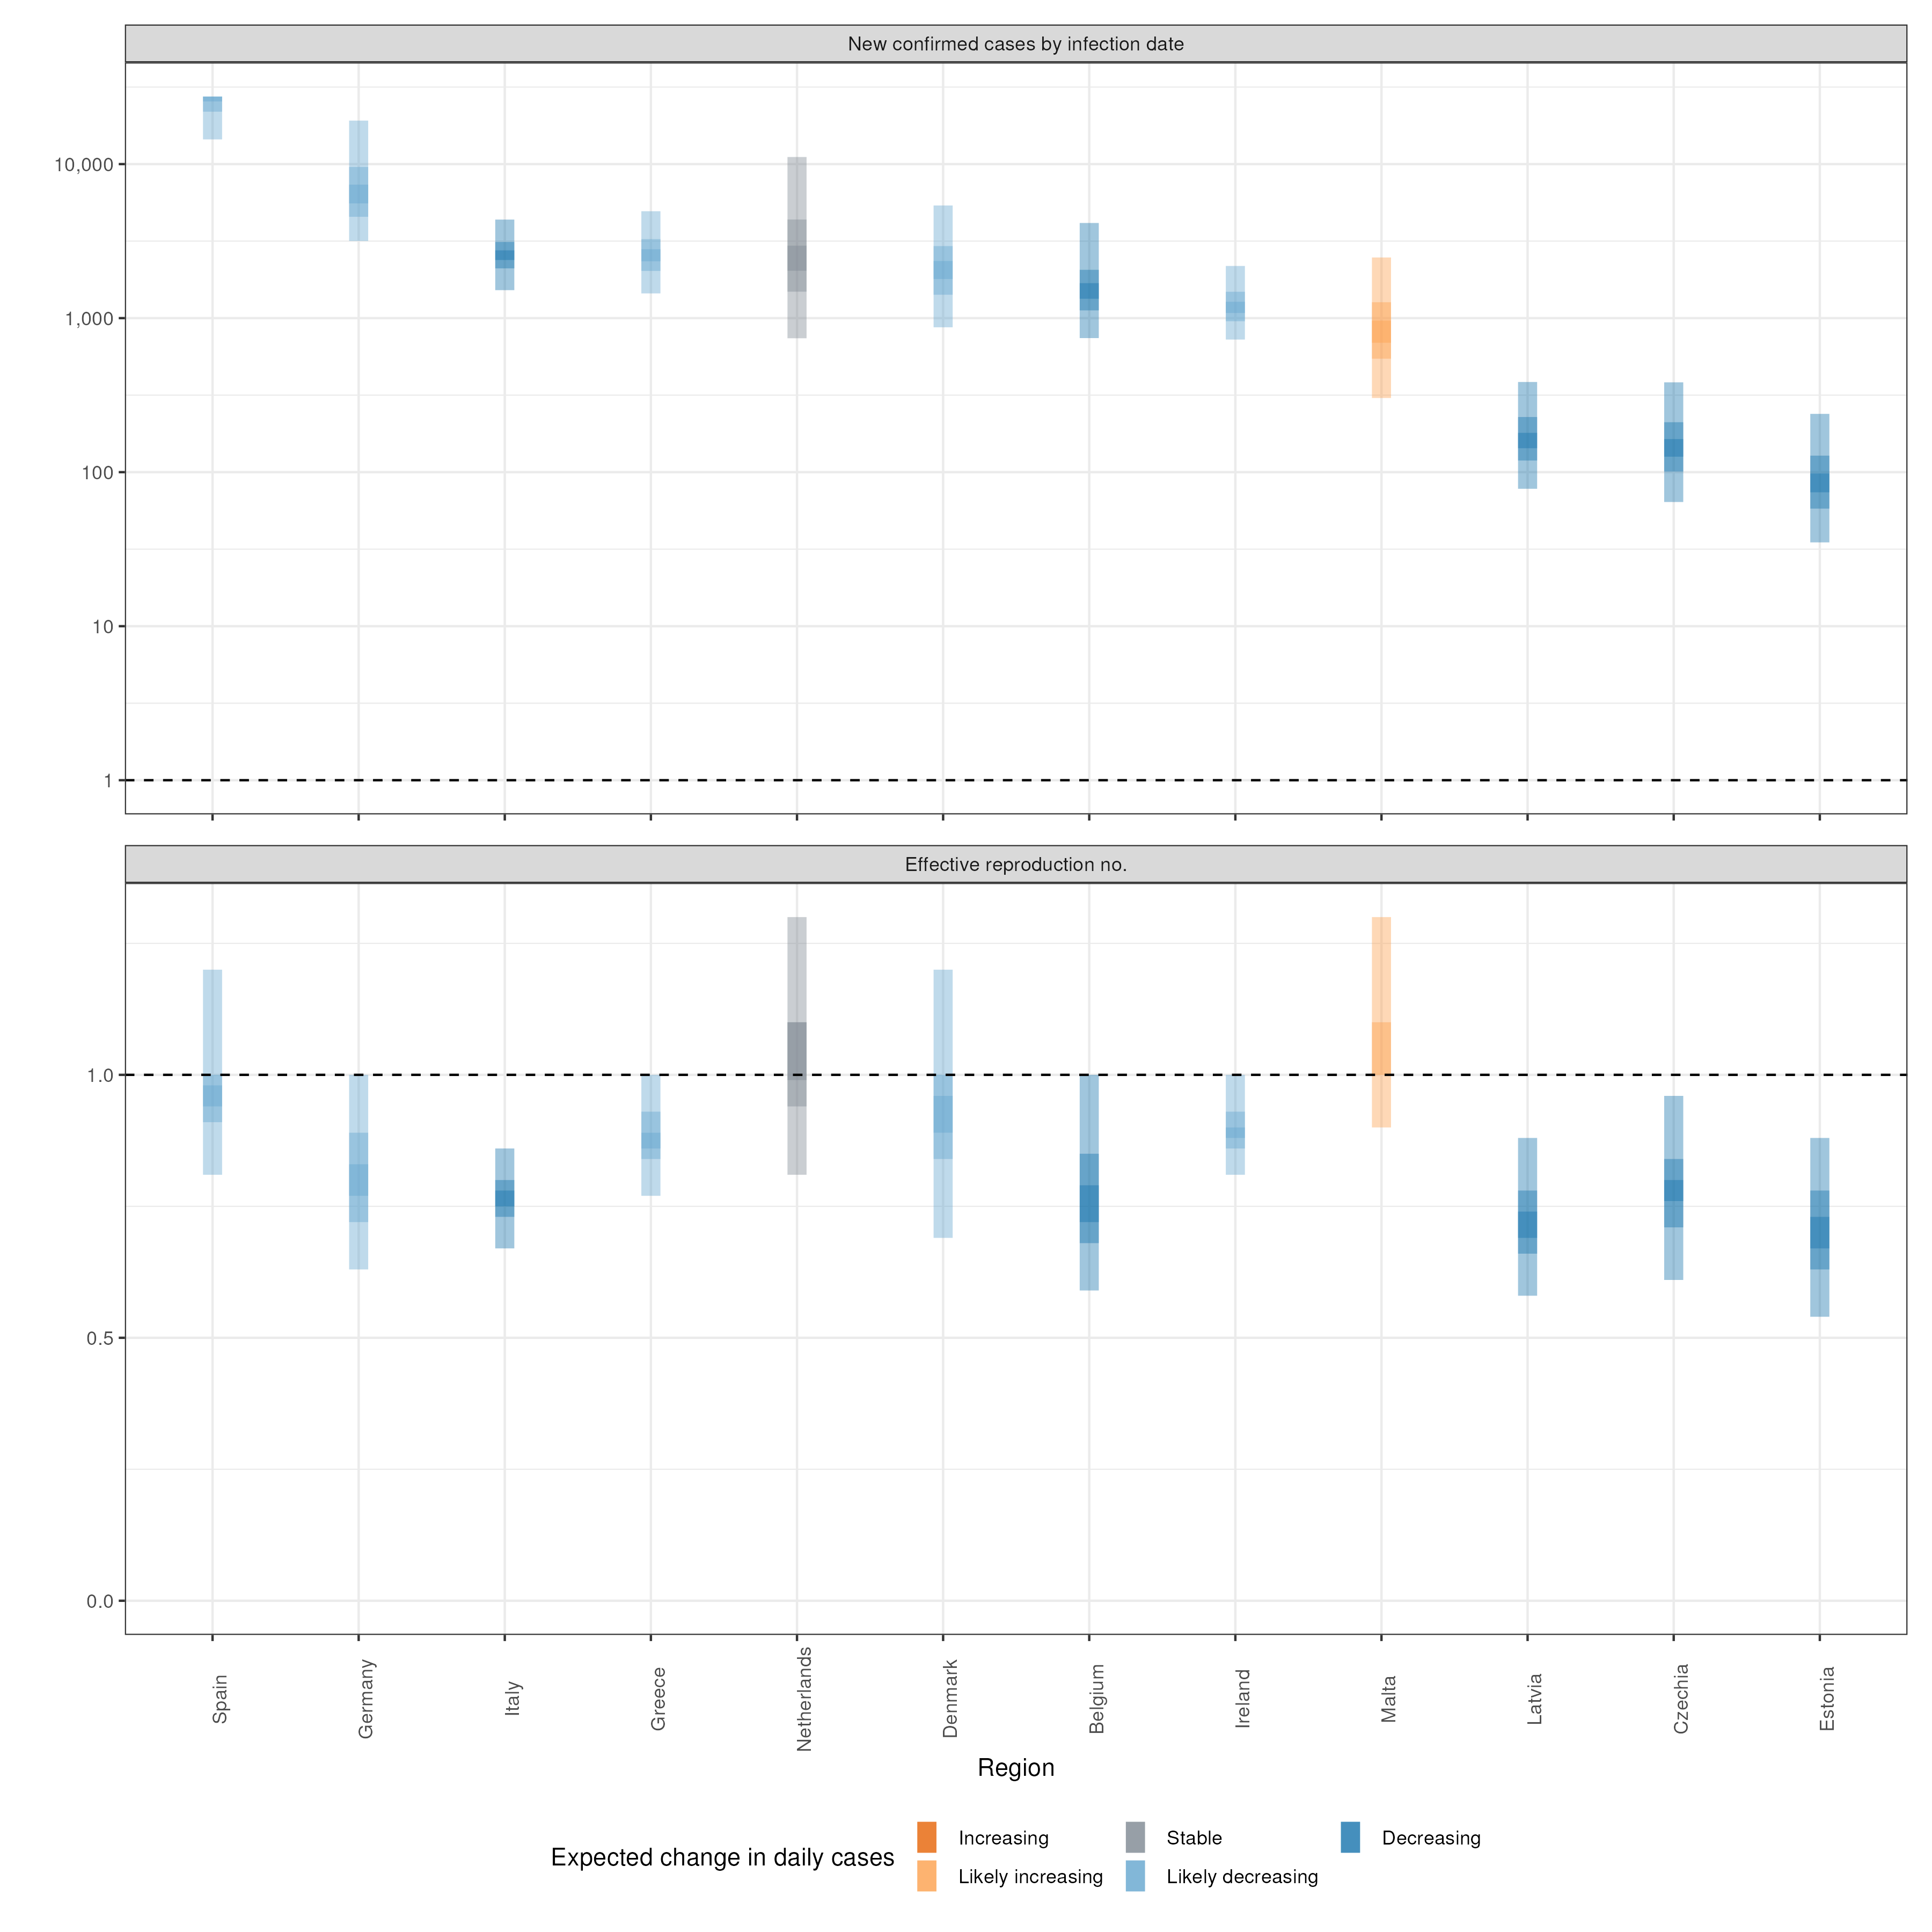 New confirmed cases by infection date
10,000
1,000
100
10
1
Effective reproduction no.
1.0
0.5
0.0
Spain
Germany
Italy
Greece
Netherlands
Denmark
Belgium
Ireland
Malta
Latvia
Czechia
Estonia
Region
Expected change in daily cases
Increasing
Stable
Decreasing
Likely increasing
Likely decreasing